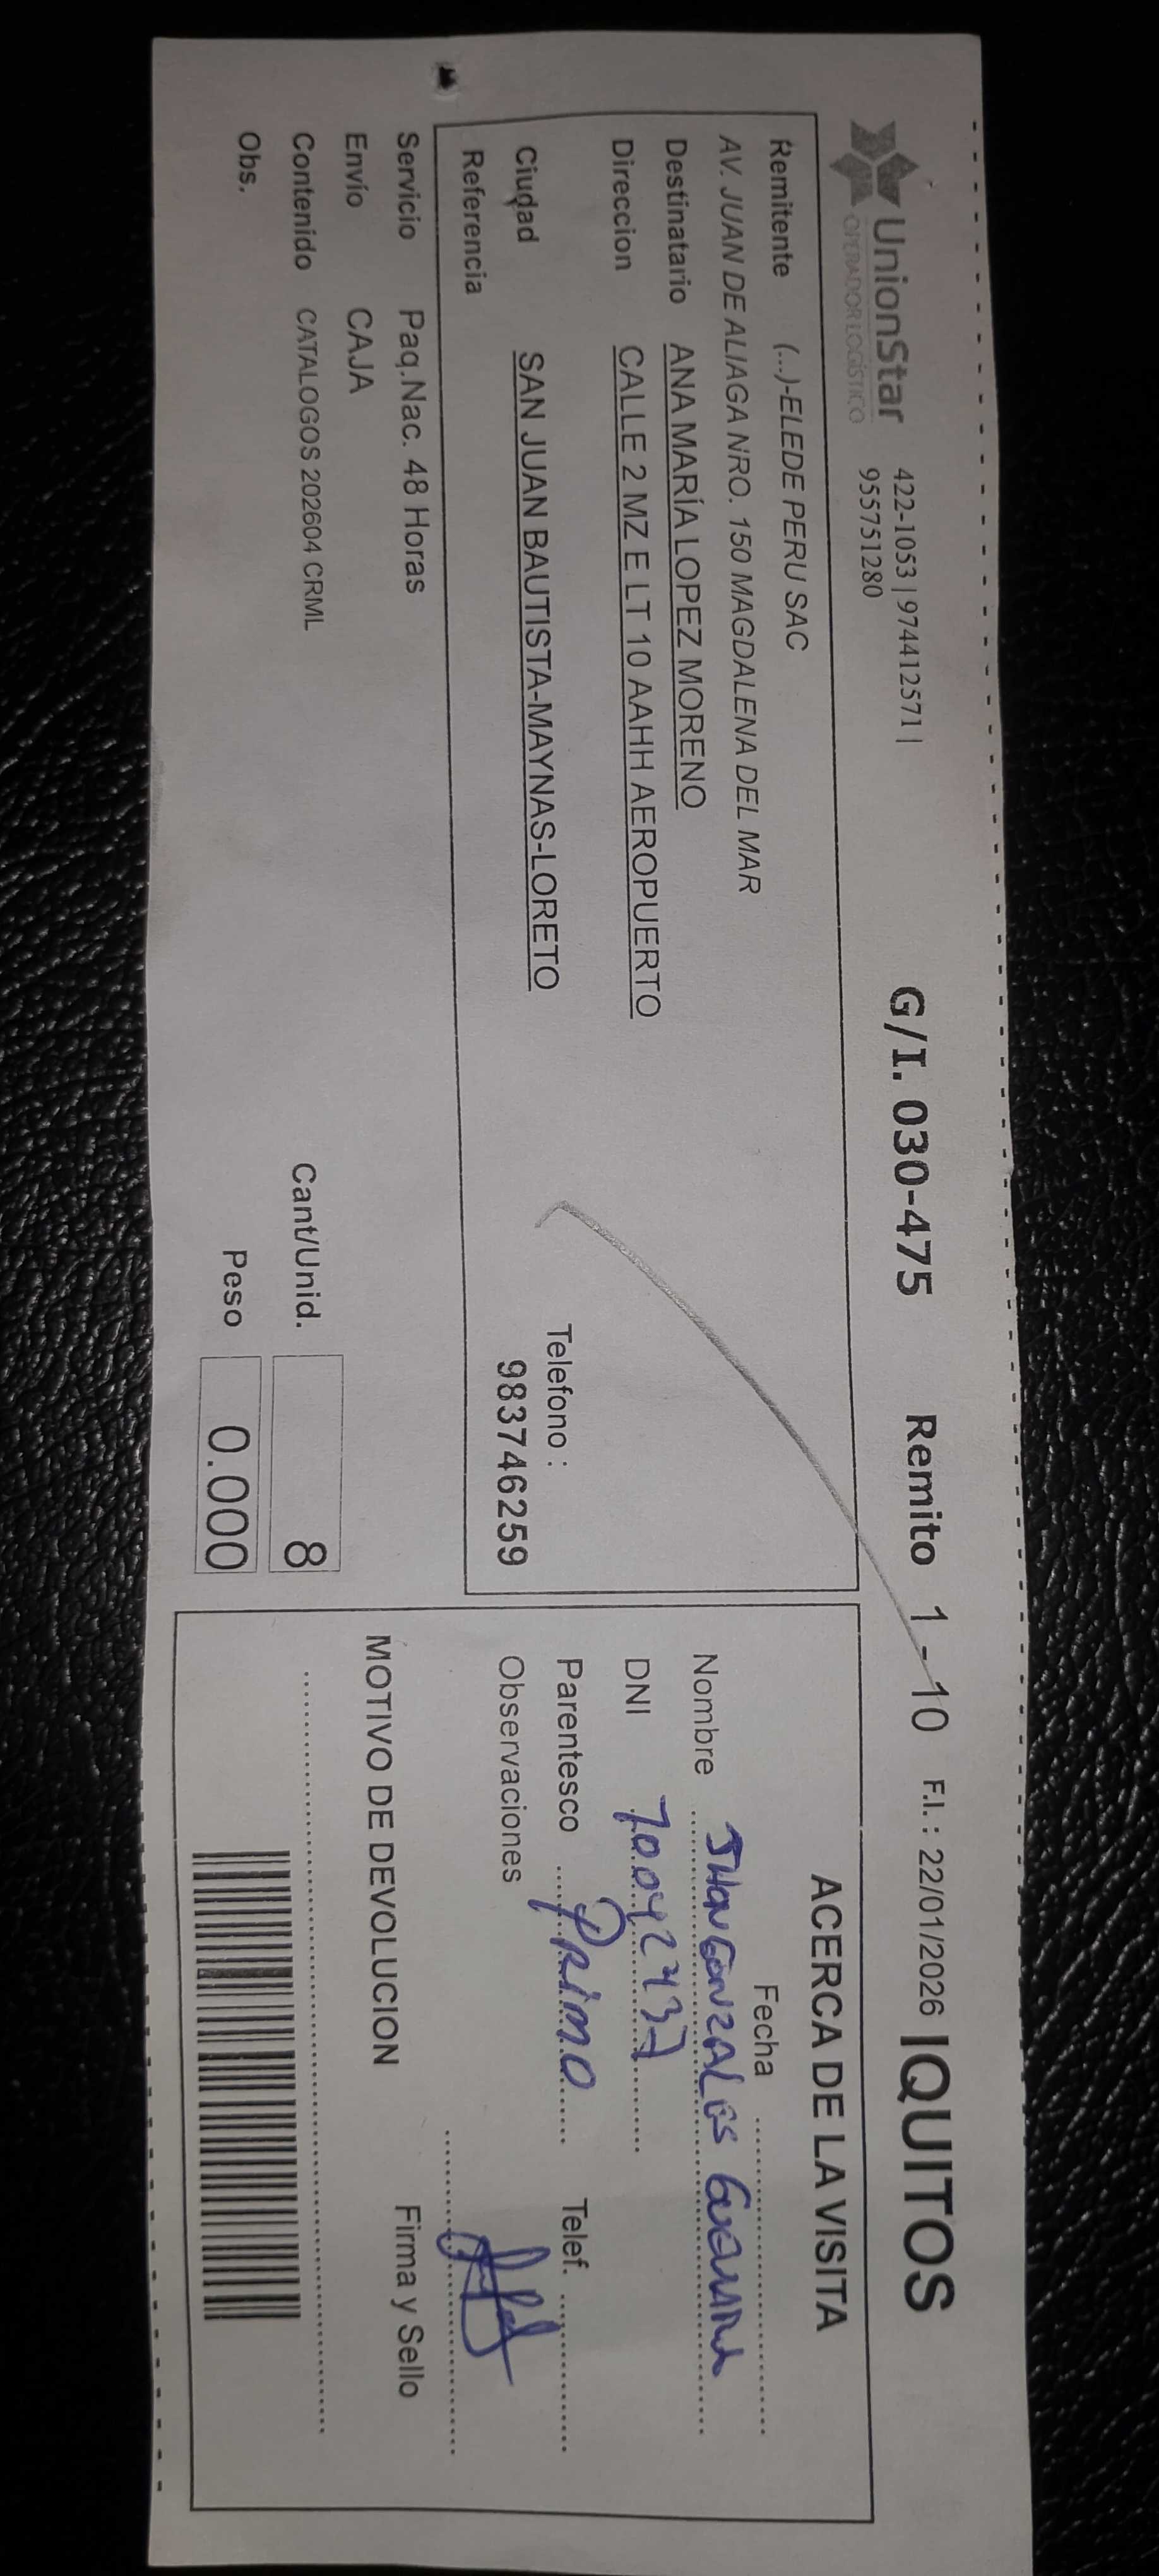 UnionStar
OPERADOR LOGÍSTICO
422-1053 | 974412571 |
955751280
G/I. 030-475 Remito 1 - 10 F.I. : 22/01/2026 IQUITOS
Remitente (...)-ELEDE PERU SAC
AV. JUAN DE ALIAGA NRO. 150 MAGDALENA DEL MAR
Destinatario ANA MARÍA LOPEZ MORENO
Direccion CALLE 2 MZ E LT 10 AAHH AEROPUERTO
Ciudad SAN JUAN BAUTISTA-MAYNAS-LORETO
Telefono :
983746259
Referencia
Servicio Paq.Nac. 48 Horas
Envío CAJA
Contenido CATALOGOS 202604 CRML
Obs.
Cant/Unid. 8
Peso 0.000
ACERCA DE LA VISITA
Fecha
Nombre
DNI
Parentesco Primo Telef.
Observaciones
Firma y Sello
MOTIVO DE DEVOLUCION